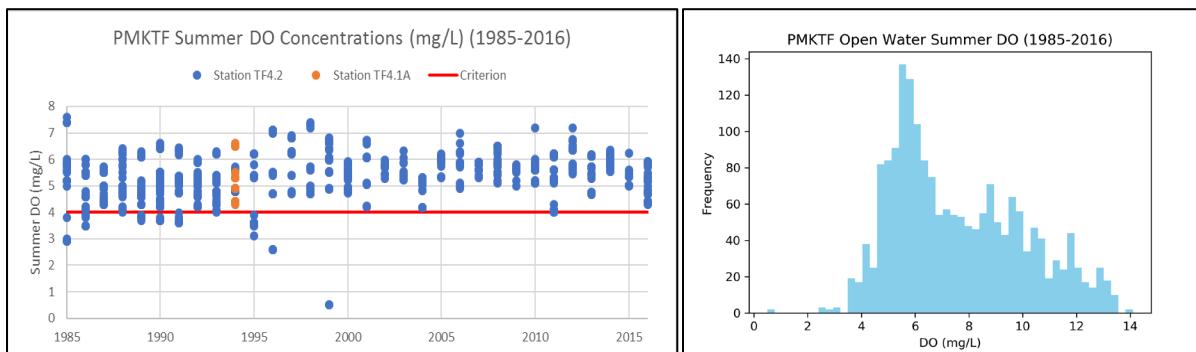 PMKTF Summer DO Concentrations (mg/L) (1985-2016)
Station TF4.2 Station TF4.1A Criterion
Summer DO (mg/L)
8
7
6
5
4
3
2
1
0
1985 1990 1995 2000 2005 2010 2015
PMKTF Open Water Summer DO (1985-2016)
Frequency
140
120
100
80
60
40
20
0
0 2 4 6 8 10 12 14
DO (mg/L)